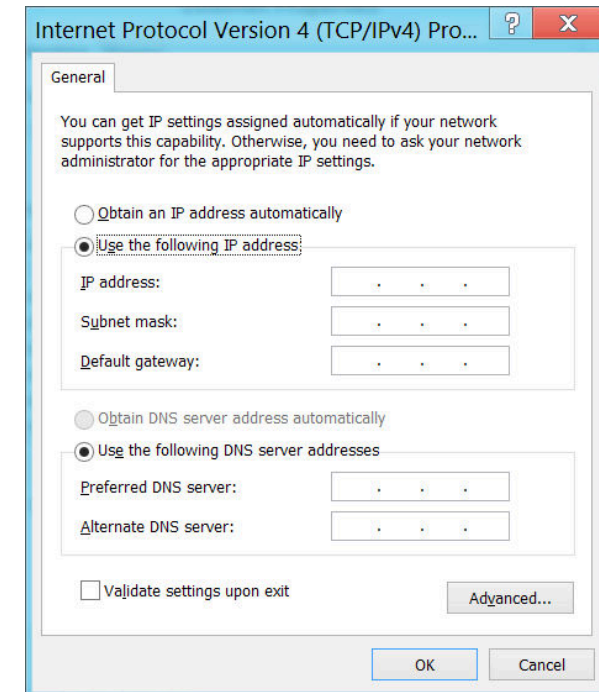 Internet Protocol Version 4 (TCP/IPv4) Pro...
General
You can get IP settings assigned automatically if your network
supports this capability. Otherwise, you need to ask your network
administrator for the appropriate IP settings.
Obtain an IP address automatically
Use the following IP address:
IP address:
Subnet mask:
Default gateway:
Obtain DNS server address automatically
Use the following DNS server addresses
Preferred DNS server:
Alternate DNS server:
Validate settings upon exit
Advanced...
OK Cancel